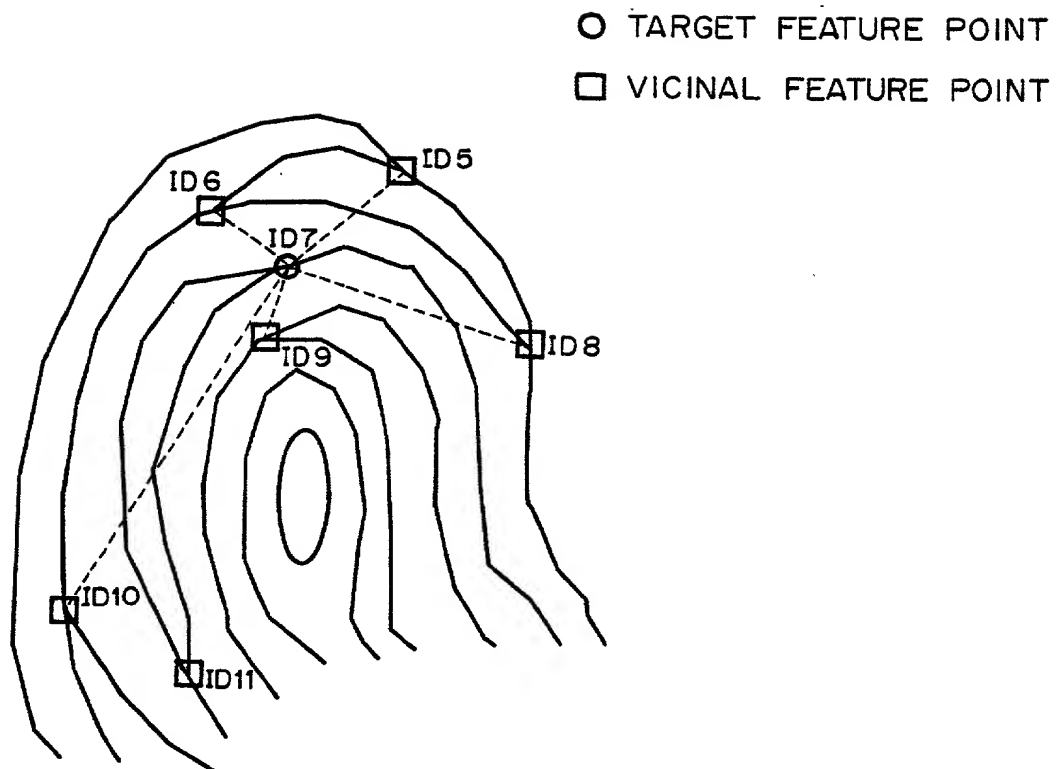 TARGET FEATURE POINT
VICINAL FEATURE POINT
ID5
ID6
ID7
ID8
ID9
ID10
ID11